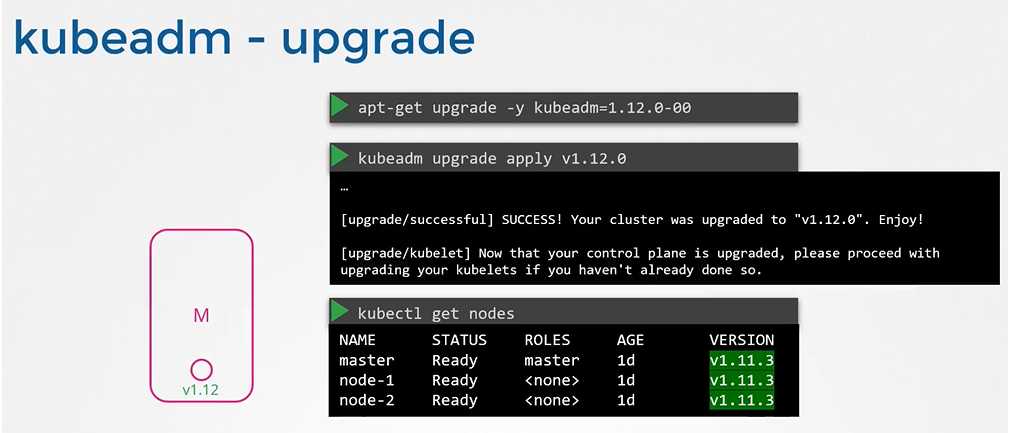 kubeadm - upgrade
apt-get upgrade -y kubeadm=1.12.0-00
kubeadm upgrade apply v1.12.0
…
[upgrade/successful] SUCCESS! Your cluster was upgraded to "v1.12.0". Enjoy!
[upgrade/kubelet] Now that your control plane is upgraded, please proceed with
upgrading your kubelets if you haven't already done so.
M
v1.12
kubectl get nodes
NAME STATUS ROLES AGE VERSION
master Ready master 1d v1.11.3
node-1 Ready <none> 1d v1.11.3
node-2 Ready <none> 1d v1.11.3